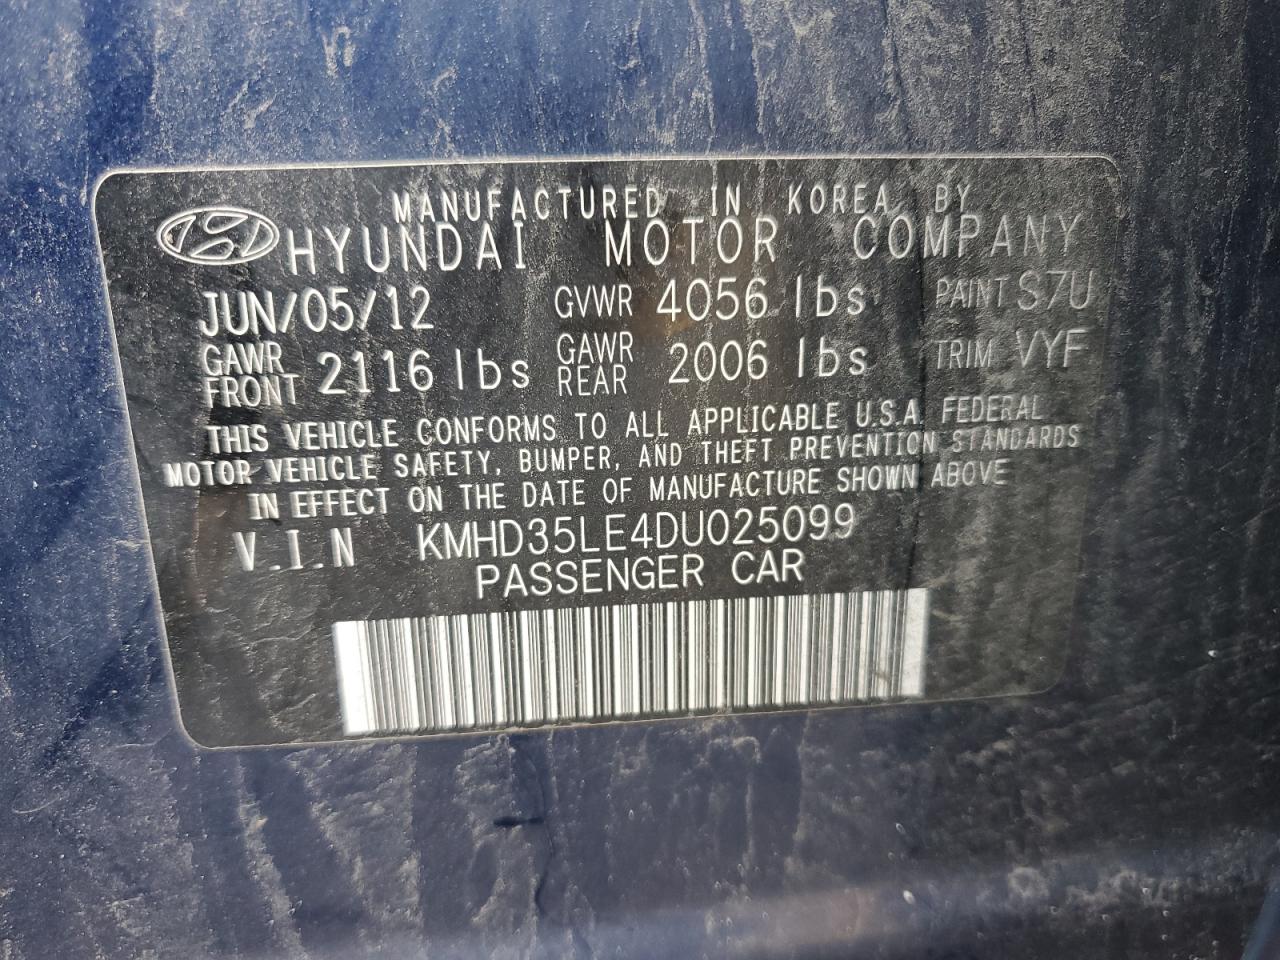 MANUFACTURED IN KOREA BY
HYUNDAI MOTOR COMPANY
JUN/05/12 GVWR 4056 lbs PAINT S7U
GAWR FRONT 2116 lbs GAWR REAR 2006 lbs TRIM VYF
THIS VEHICLE CONFORMS TO ALL APPLICABLE U.S.A. FEDERAL
MOTOR VEHICLE SAFETY, BUMPER, AND THEFT PREVENTION STANDARDS
IN EFFECT ON THE DATE OF MANUFACTURE SHOWN ABOVE
V.I.N KMHD35LE4DU025099
PASSENGER CAR